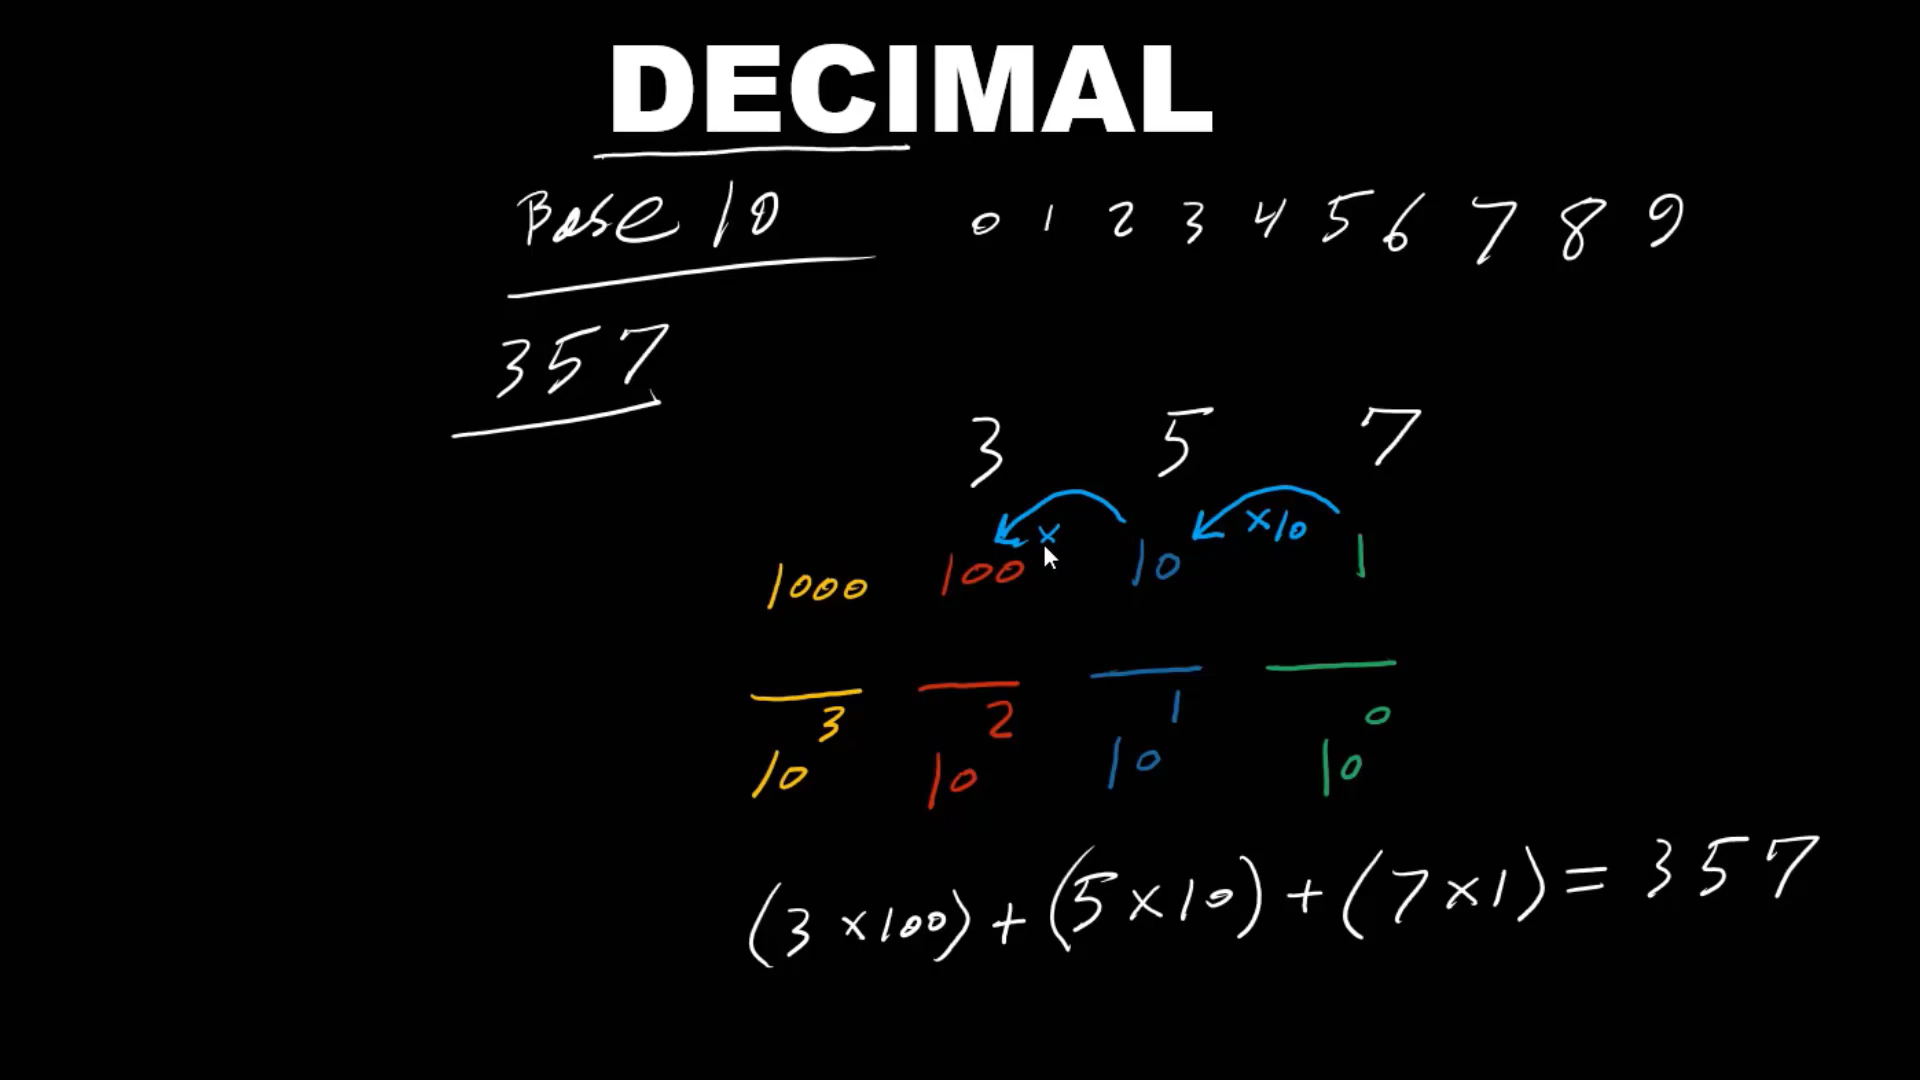 DECIMAL
Base 10 0 1 2 3 4 5 6 7 8 9
357
3 5 7
x x10
1000 100 10 1
10³ 10² 10¹ 10⁰
(3 x 100) + (5 x 10) + (7 x 1) = 357